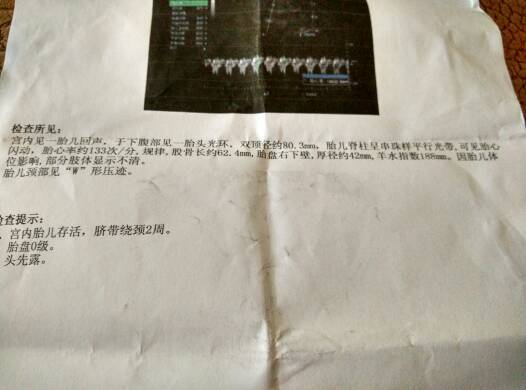 检查所见:
宫内见一胎儿回声，于下腹部见一胎头光环，双顶径约80.3mm，胎儿脊柱呈串珠样平行光带,可见胎心
闪动，胎心率约133次/分,规律,股骨长约62.4mm,胎盘右下壁,厚径约42mm,羊水指数188mm。因胎儿体
位影响,部分肢体显示不清。
胎儿颈部见“W”形压迹。
检查提示:
宫内胎儿存活，脐带绕颈2周。
胎盘0级。
头先露。